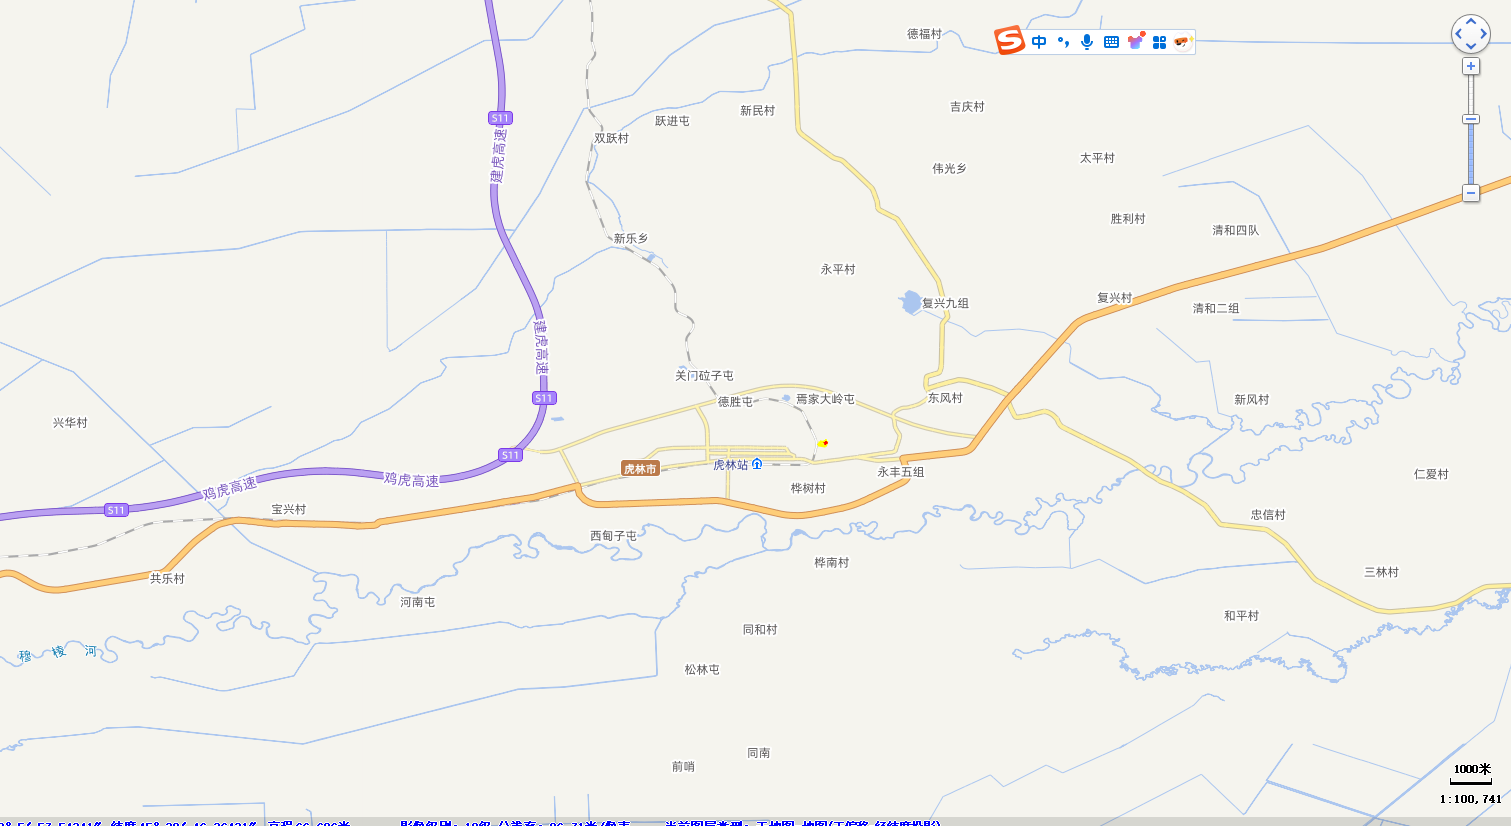 德福村
中
S11
建虎高速
双跃村
跃进屯
新民村
吉庆村
伟光乡
太平村
胜利村
清和四队
新乐乡
永平村
复兴九组
复兴村
清和二组
建虎高速
S11
关门砬子屯
德胜屯
焉家大岭屯
东风村
新风村
兴华村
S11
鸡虎高速
鸡虎高速
虎林市
虎林站
永丰五组
桦树村
仁爱村
S11
宝兴村
忠信村
西甸子屯
桦南村
三林村
共乐村
河南屯
和平村
同和村
穆棱河
松林屯
同南
前哨
1000米
1:100,741